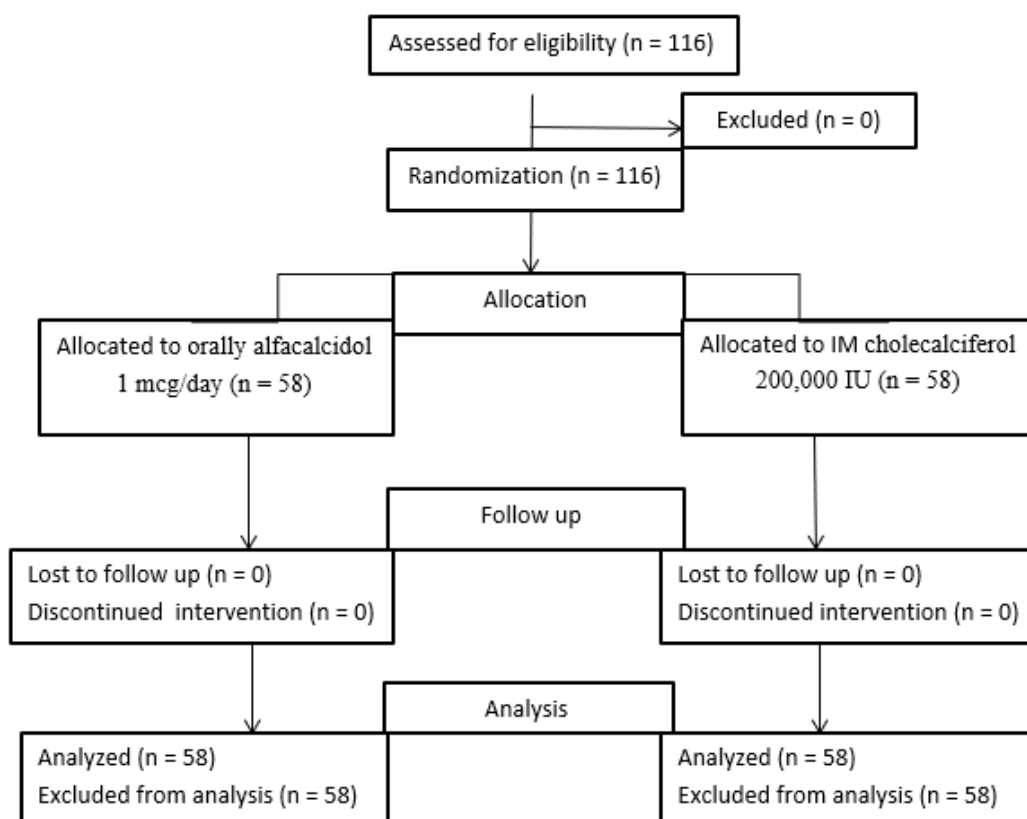 Assessed for eligibility (n = 116)
Excluded (n = 0)
Randomization (n = 116)
Allocation
Allocated to orally alfacalcidol
1 mcg/day (n = 58)
Allocated to IM cholecalciferol
200,000 IU (n = 58)
Follow up
Lost to follow up (n = 0)
Discontinued intervention (n = 0)
Lost to follow up (n = 0)
Discontinued intervention (n = 0)
Analysis
Analyzed (n = 58)
Excluded from analysis (n = 58)
Analyzed (n = 58)
Excluded from analysis (n = 58)